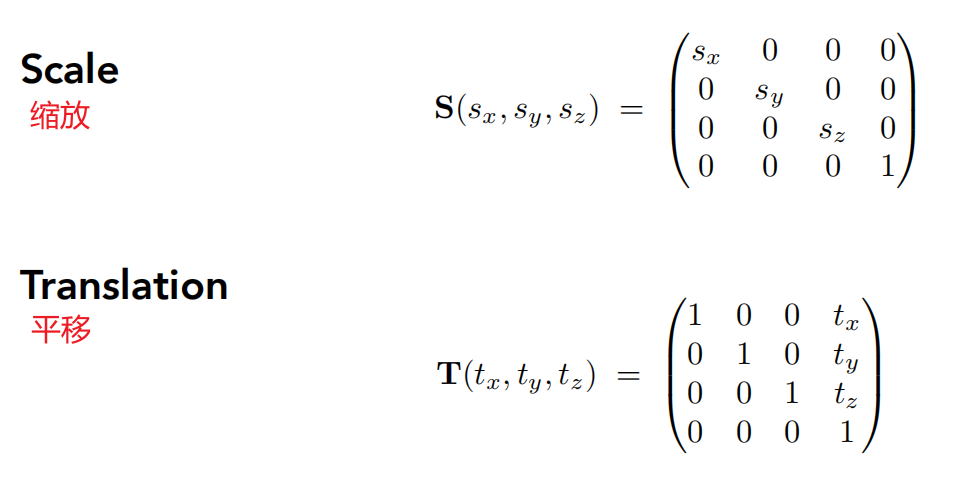 Scale
缩放
S(s_x, s_y, s_z) = 
s_x 0 0 0
0 s_y 0 0
0 0 s_z 0
0 0 0 1
Translation
平移
T(t_x, t_y, t_z) = 
1 0 0 t_x
0 1 0 t_y
0 0 1 t_z
0 0 0 1